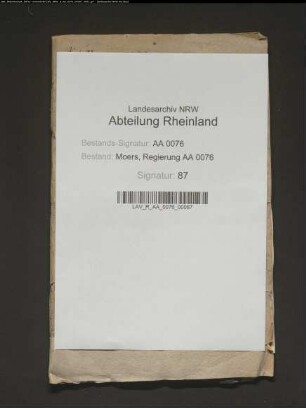 Landesarchiv NRW
Abteilung Rheinland
Bestands-Signatur: AA 0076
Bestand: Moers, Regierung AA 0076
Signatur: 87
LAV_R_AA_0076_00087